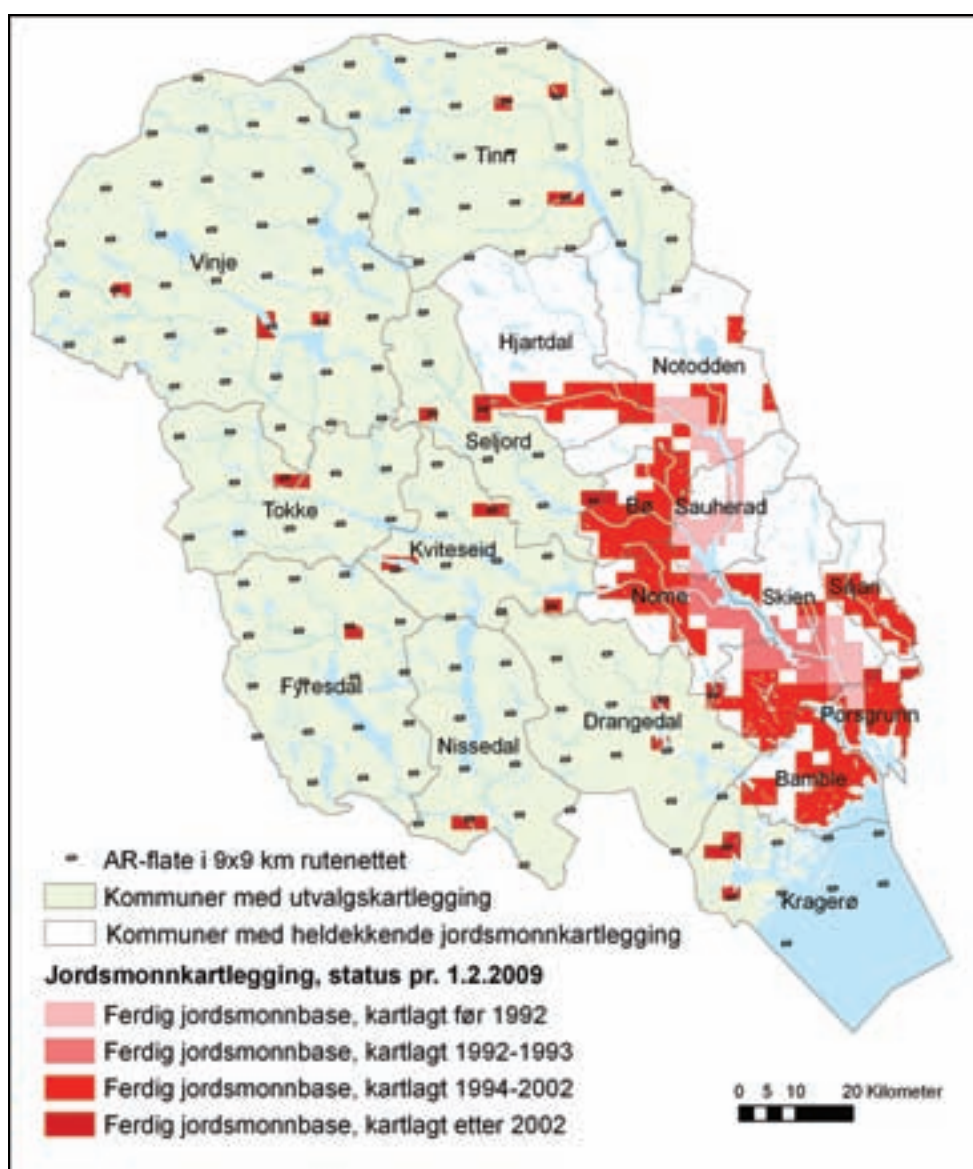 Tinn
Vinje
Hjartdal
Notodden
Seljord
Tokke
Bø
Sauherad
Kviteseid
Nome
Skien
Siljan
Fyresdal
Drangedal
Porsgrunn
Nissedal
Bamble
Kragerø
AR-flate i 9x9 km rutenettet
Kommuner med utvalgskartlegging
Kommuner med heldekkende jordsmonnkartlegging
Jordsmonnkartlegging, status pr. 1.2.2009
Ferdig jordsmonnbase, kartlagt før 1992
Ferdig jordsmonnbase, kartlagt 1992-1993
Ferdig jordsmonnbase, kartlagt 1994-2002
Ferdig jordsmonnbase, kartlagt etter 2002
0 5 10 20 Kilometer